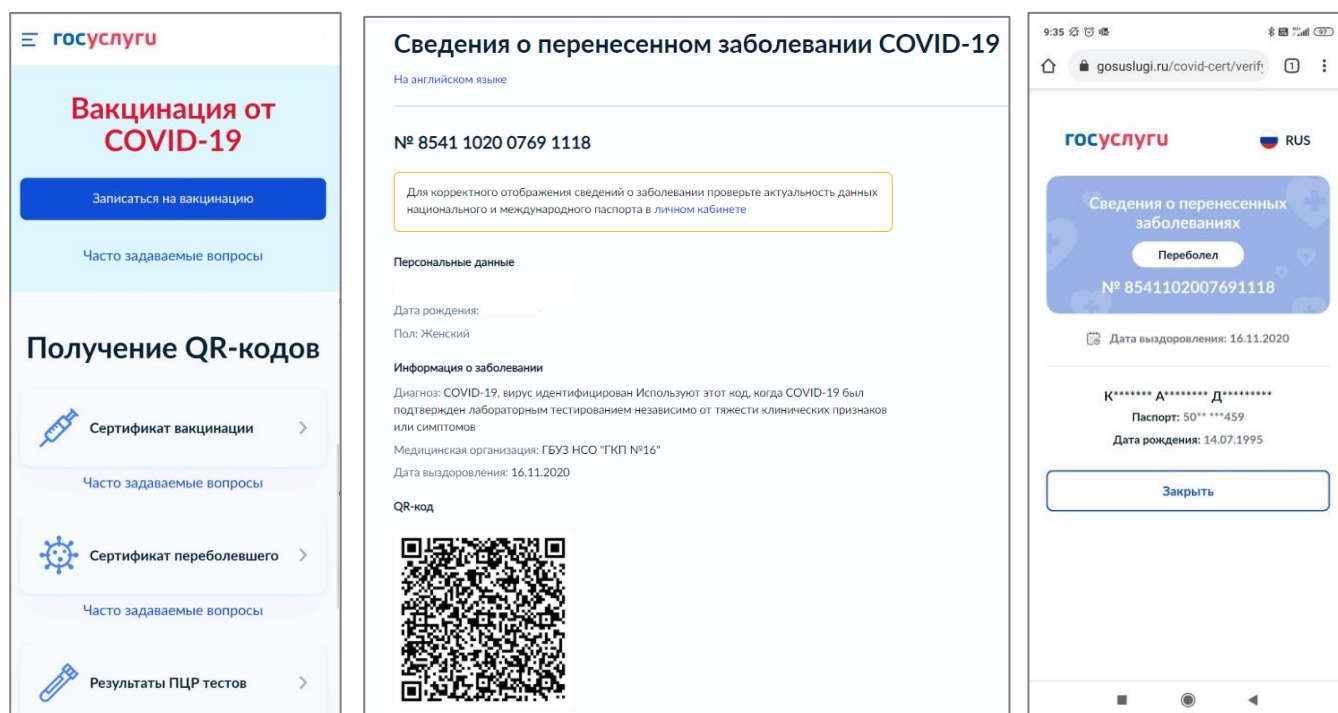 госуслуги
Вакцинация от
COVID-19
Записаться на вакцинацию
Часто задаваемые вопросы
Получение QR-кодов
Сертификат вакцинации
Часто задаваемые вопросы
Сертификат переболевшего
Часто задаваемые вопросы
Результаты ПЦР тестов
Сведения о перенесенном заболевании COVID-19
На английском языке
№ 8541 1020 0769 1118
Для корректного отображения сведений о заболевании проверьте актуальность данных
национального и международного паспорта в личном кабинете
Персональные данные
Дата рождения:
Пол: Женский
Информация о заболевании
Диагноз: COVID-19, вирус идентифицирован Используют этот код, когда COVID-19 был
подтвержден лабораторным тестированием независимо от тяжести клинических признаков
или симптомов
Медицинская организация: ГБУЗ НСО "ГКП №16"
Дата выздоровления: 16.11.2020
QR-код
9:35
97
gosuslugi.ru/covid-cert/verify
1
госуслуги
RUS
Сведения о перенесенных
заболеваниях
Переболел
№ 8541102007691118
Дата выздоровления: 16.11.2020
К******* А******** Д*********
Паспорт: 50** ***459
Дата рождения: 14.07.1995
Закрыть